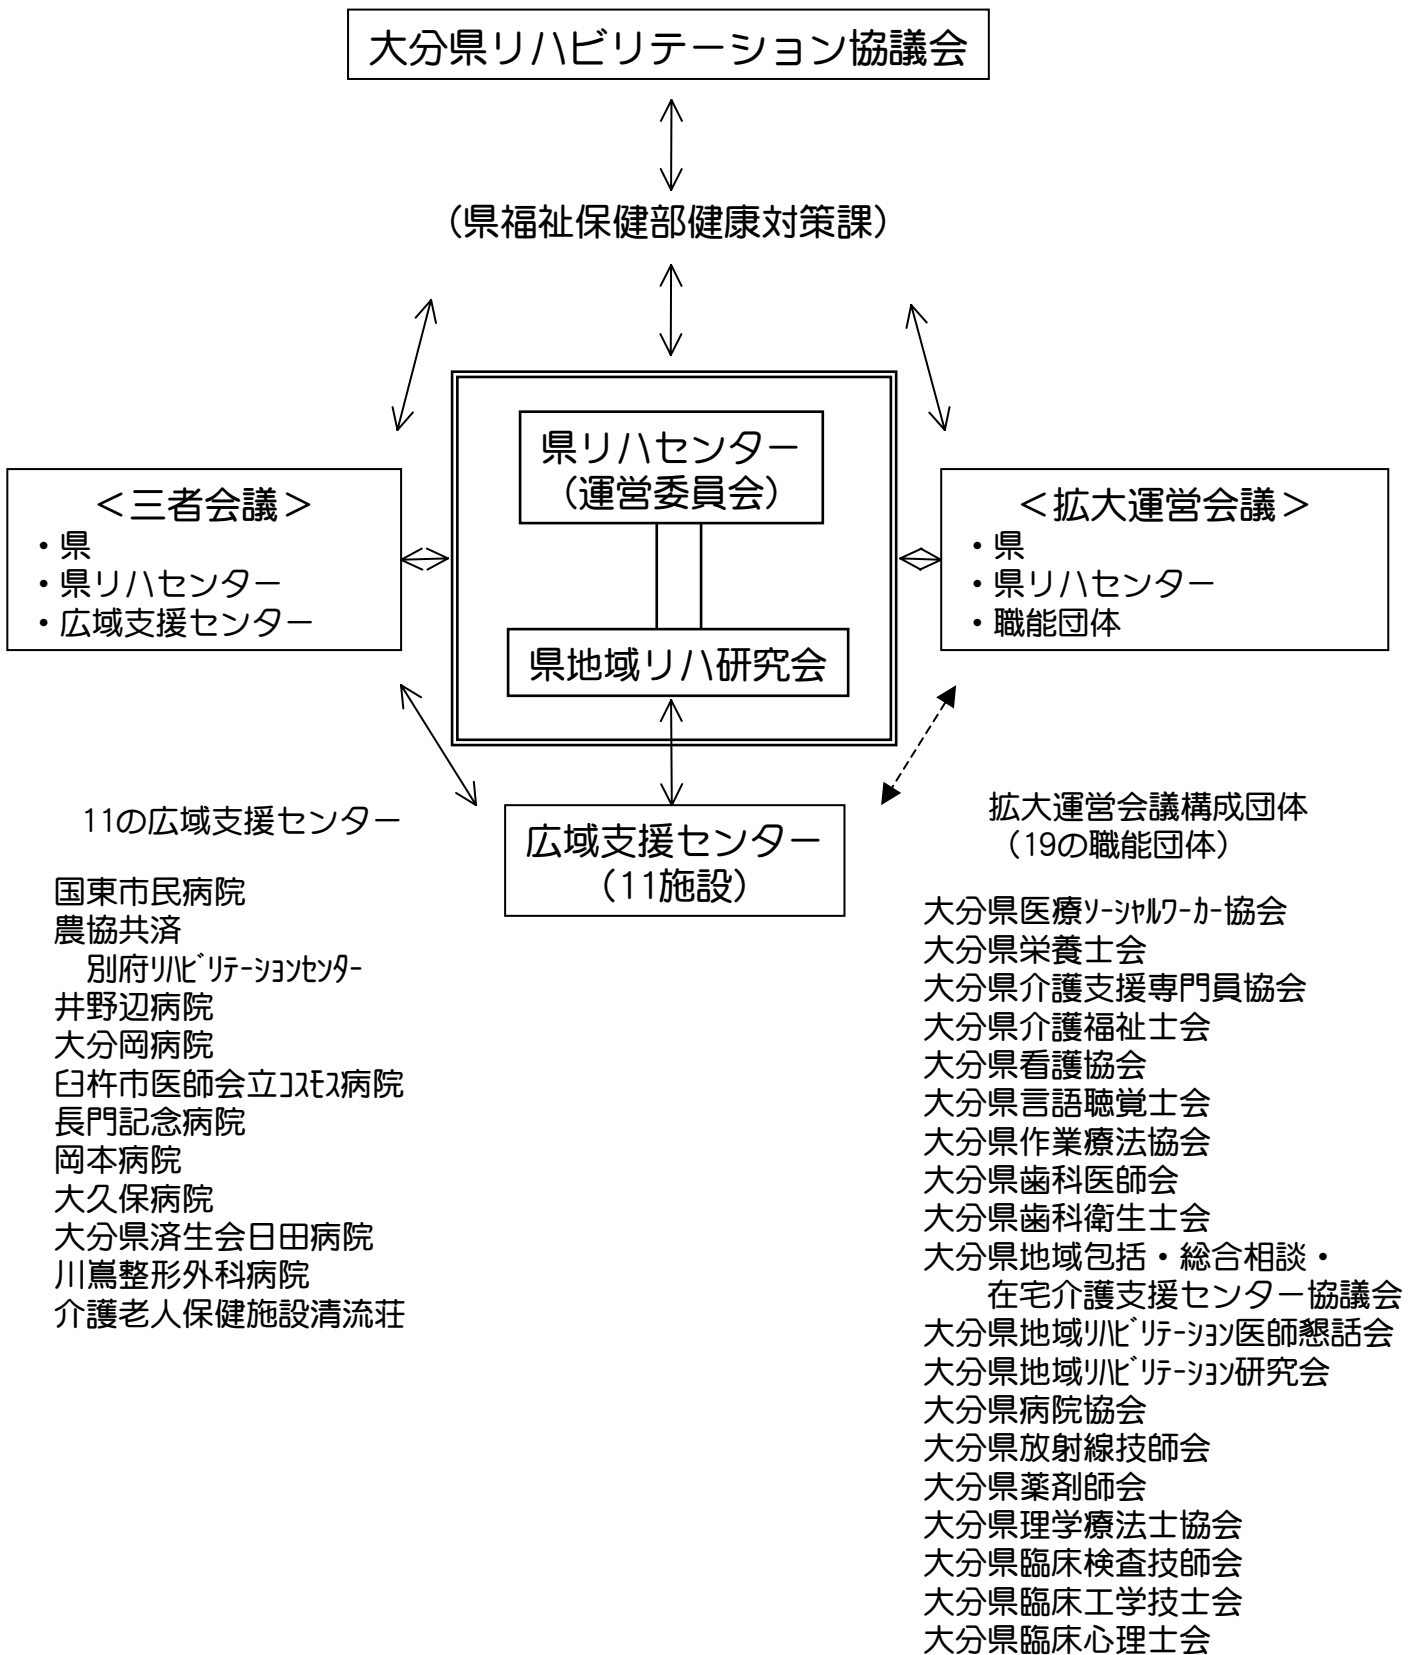 大分県リハビリテーション協議会
（県福祉保健部健康対策課）
県リハセンター
（運営委員会）
県地域リハ研究会
＜三者会議＞
・県
・県リハセンター
・広域支援センター
＜拡大運営会議＞
・県
・県リハセンター
・職能団体
広域支援センター
（11施設）
11の広域支援センター
国東市民病院
農協共済
別府ﾘﾊﾋﾞﾘﾃｰｼｮﾝｾﾝﾀｰ
井野辺病院
大分岡病院
臼杵市医師会立ｺｽﾓｽ病院
長門記念病院
岡本病院
大久保病院
大分県済生会日田病院
川嶌整形外科病院
介護老人保健施設清流荘
拡大運営会議構成団体
（19の職能団体）
大分県医療ｿｰｼｬﾙﾜｰｶｰ協会
大分県栄養士会
大分県介護支援専門員協会
大分県介護福祉士会
大分県看護協会
大分県言語聴覚士会
大分県作業療法協会
大分県歯科医師会
大分県歯科衛生士会
大分県地域包括・総合相談・
在宅介護支援センター協議会
大分県地域ﾘﾊﾋﾞﾘﾃｰｼｮﾝ医師懇話会
大分県地域ﾘﾊﾋﾞﾘﾃｰｼｮﾝ研究会
大分県病院協会
大分県放射線技師会
大分県薬剤師会
大分県理学療法士協会
大分県臨床検査技師会
大分県臨床工学技士会
大分県臨床心理士会